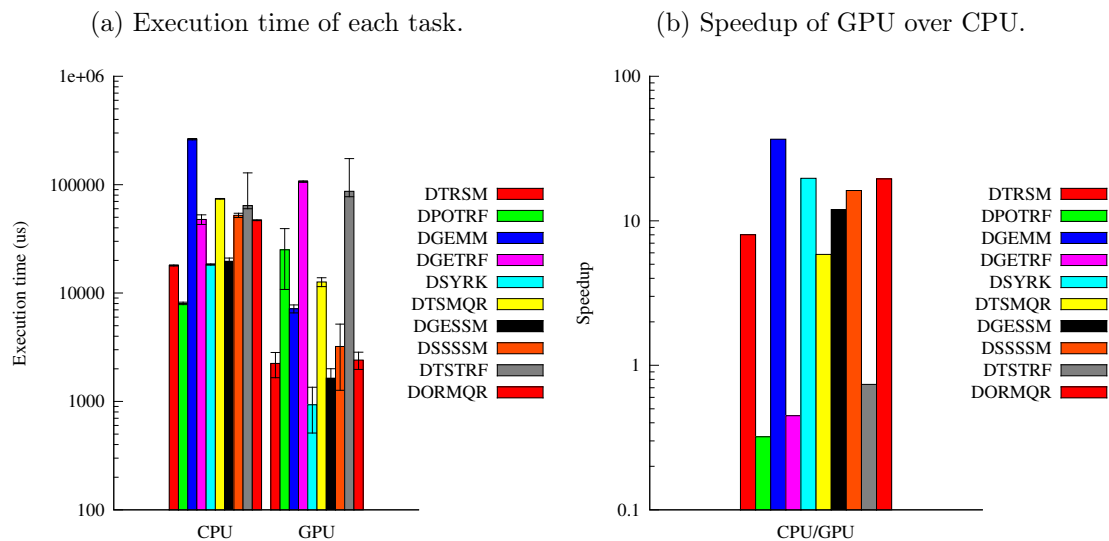 (a) Execution time of each task.
1e+06
100000
10000
1000
100
Execution time (us)
CPU
GPU
DTRSM
DPOTRF
DGEMM
DGETRF
DSYRK
DTSMQR
DGESSM
DSSSSM
DTSTRF
DORMQR
(b) Speedup of GPU over CPU.
100
10
1
0.1
Speedup
CPU/GPU
DTRSM
DPOTRF
DGEMM
DGETRF
DSYRK
DTSMQR
DGESSM
DSSSSM
DTSTRF
DORMQR